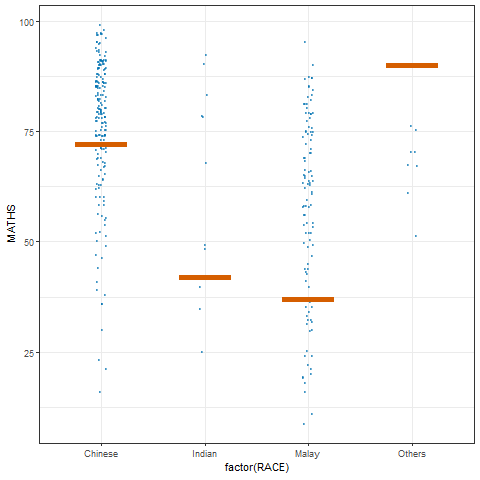 100
75
50
25
MATHS
Chinese
Indian
Malay
Others
factor(RACE)